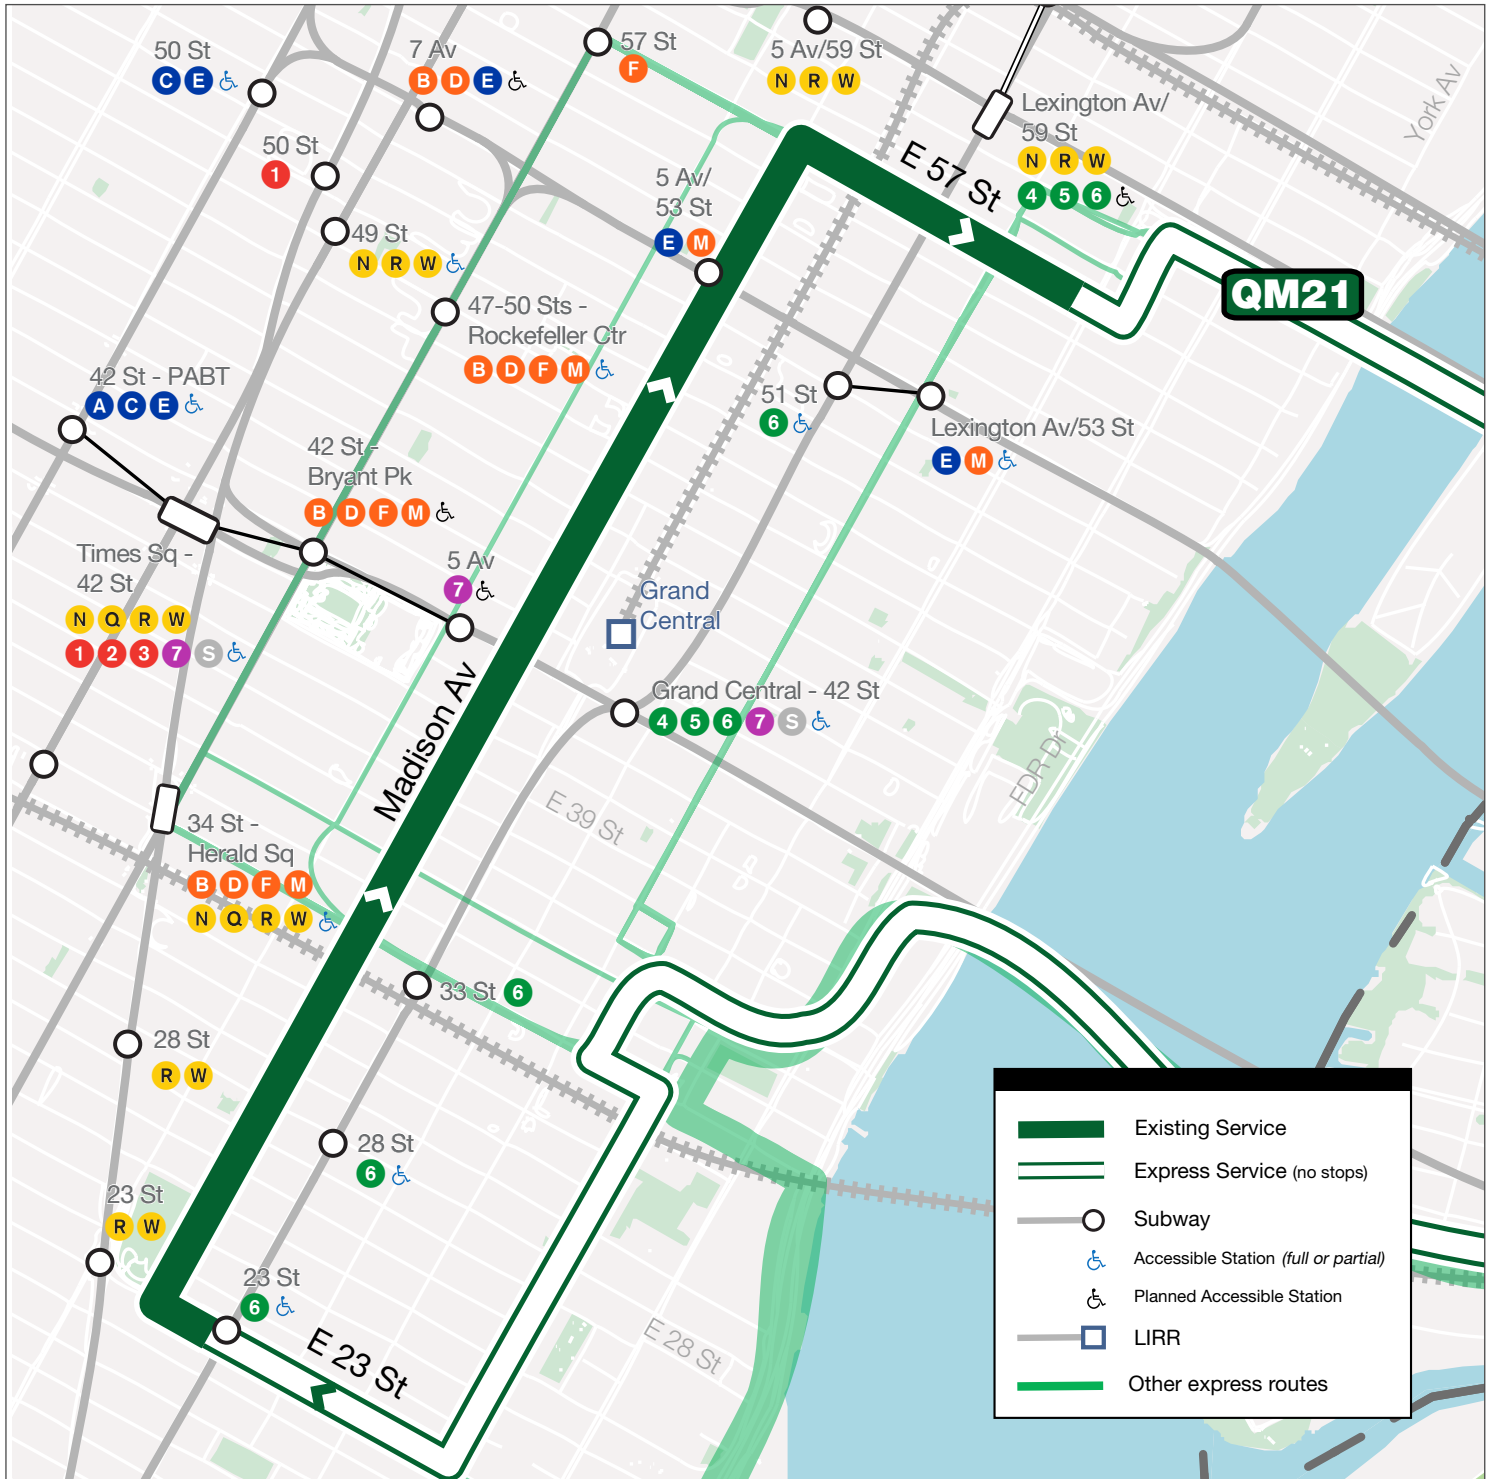 50 St
C E
7 Av
B D E
57 St
F
5 Av/59 St
N R W
York Av
Lexington Av/
59 St
N R W
4 5 6
E 57 St
50 St
1
5 Av/
53 St
E M
49 St
N R W
QM21
47-50 Sts -
Rockefeller Ctr
B D F M
42 St - PABT
A C E
51 St
6
Lexington Av/53 St
E M
42 St -
Bryant Pk
B D F M
Times Sq -
42 St
N Q R W
1 2 3 7 S
5 Av
7
Grand
Central
Grand Central - 42 St
4 5 6 7 S
Madison Av
FDR Dr
E 39 St
34 St -
Herald Sq
B D F M
N Q R W
33 St 6
28 St
R W
28 St
6
23 St
R W
23 St
6
E 23 St
E 28 St
Existing Service
Express Service (no stops)
Subway
Accessible Station (full or partial)
Planned Accessible Station
LIRR
Other express routes